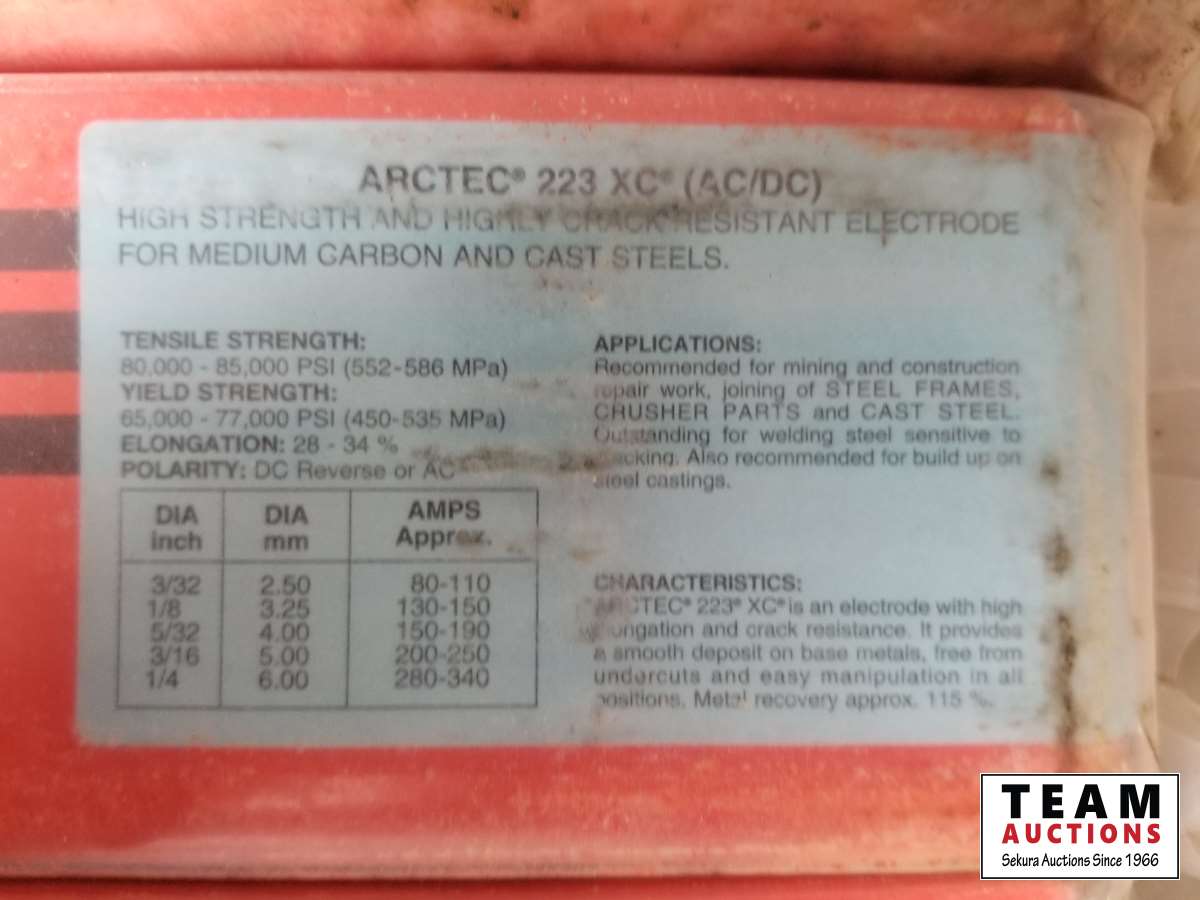 ARCTEC® 223 XC® (AC/DC)
HIGH STRENGTH AND HIGHLY CRACK RESISTANT ELECTRODE
FOR MEDIUM CARBON AND CAST STEELS.
TENSILE STRENGTH:
80,000 - 85,000 PSI (552-586 MPa)
YIELD STRENGTH:
65,000 - 77,000 PSI (450-535 MPa)
ELONGATION: 28 - 34 %
POLARITY: DC Reverse or AC
DIA inch DIA mm AMPS Approx.
3/32 2.50 80-110
1/8 3.25 130-150
5/32 4.00 150-190
3/16 5.00 200-250
1/4 6.00 280-340
APPLICATIONS:
Recommended for mining and construction
repair work, joining of STEEL FRAMES,
CRUSHER PARTS and CAST STEEL.
Outstanding for welding steel sensitive to
cracking. Also recommended for build up on
steel castings.
CHARACTERISTICS:
ARCTEC® 223® XC® is an electrode with high
elongation and crack resistance. It provides
a smooth deposit on base metals, free from
undercuts and easy manipulation in all
positions. Metal recovery approx. 115 %.
TEAM
AUCTIONS
Sekura Auctions Since 1966